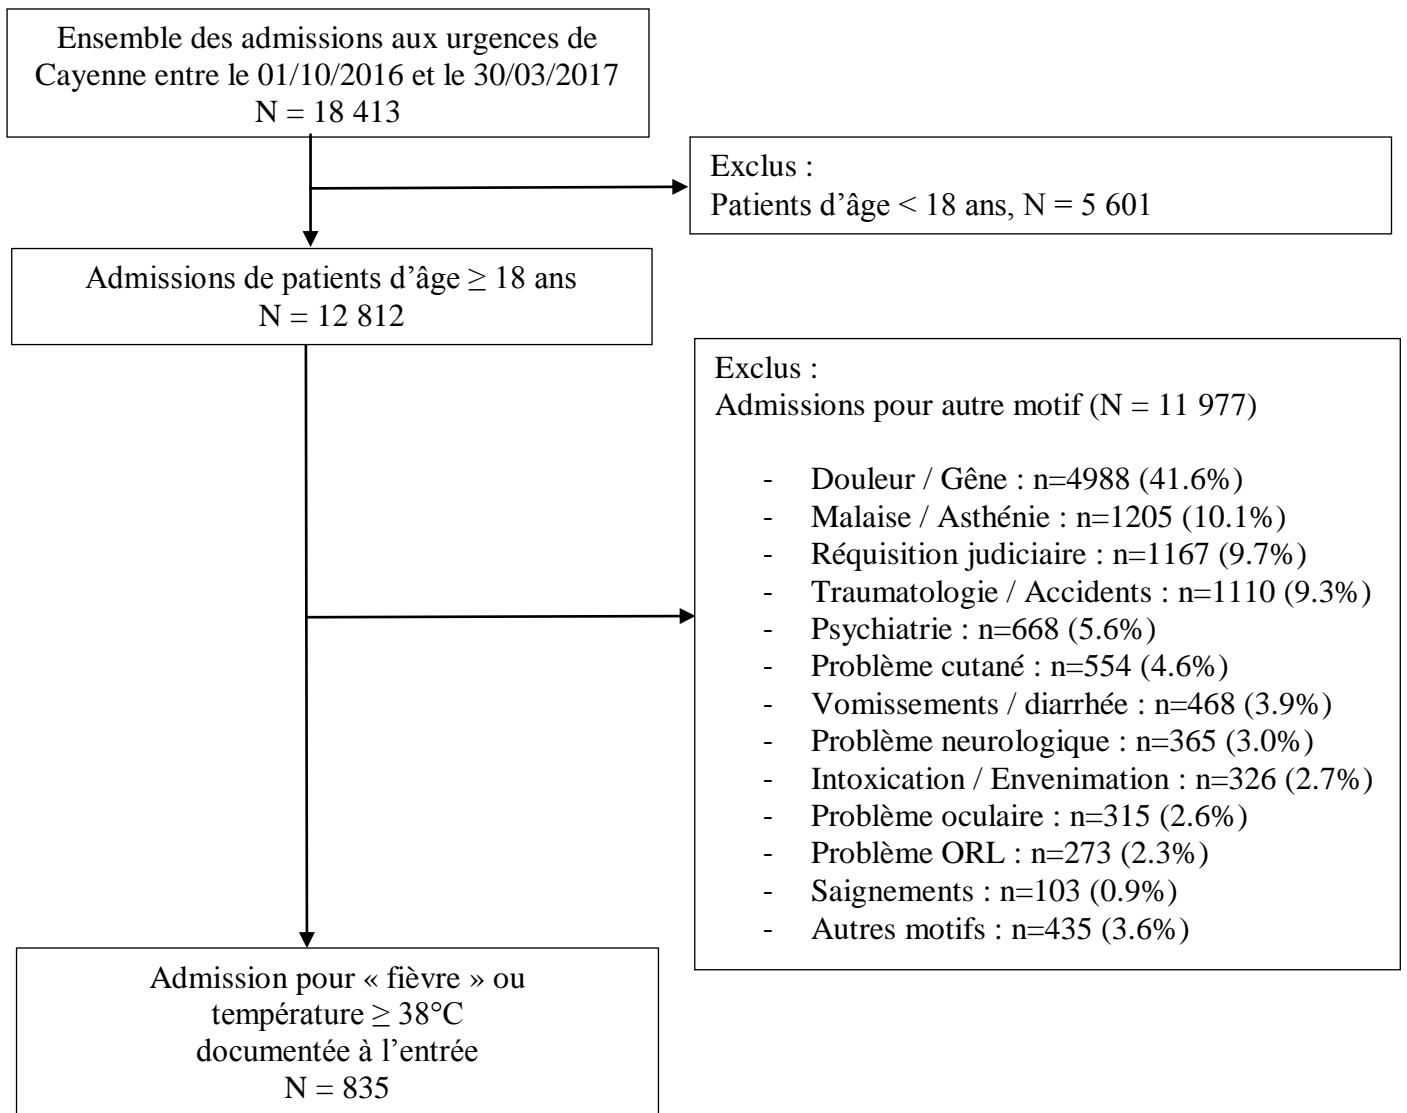 Ensemble des admissions aux urgences de
Cayenne entre le 01/10/2016 et le 30/03/2017
N = 18 413
Exclus :
Patients d’âge < 18 ans, N = 5 601
Admissions de patients d’âge ≥ 18 ans
N = 12 812
Exclus :
Admissions pour autre motif (N = 11 977)
- Douleur / Gêne : n=4988 (41.6%)
- Malaise / Asthénie : n=1205 (10.1%)
- Réquisition judiciaire : n=1167 (9.7%)
- Traumatologie / Accidents : n=1110 (9.3%)
- Psychiatrie : n=668 (5.6%)
- Problème cutané : n=554 (4.6%)
- Vomissements / diarrhée : n=468 (3.9%)
- Problème neurologique : n=365 (3.0%)
- Intoxication / Envenimation : n=326 (2.7%)
- Problème oculaire : n=315 (2.6%)
- Problème ORL : n=273 (2.3%)
- Saignements : n=103 (0.9%)
- Autres motifs : n=435 (3.6%)
Admission pour « fièvre » ou
température ≥ 38°C
documentée à l’entrée
N = 835